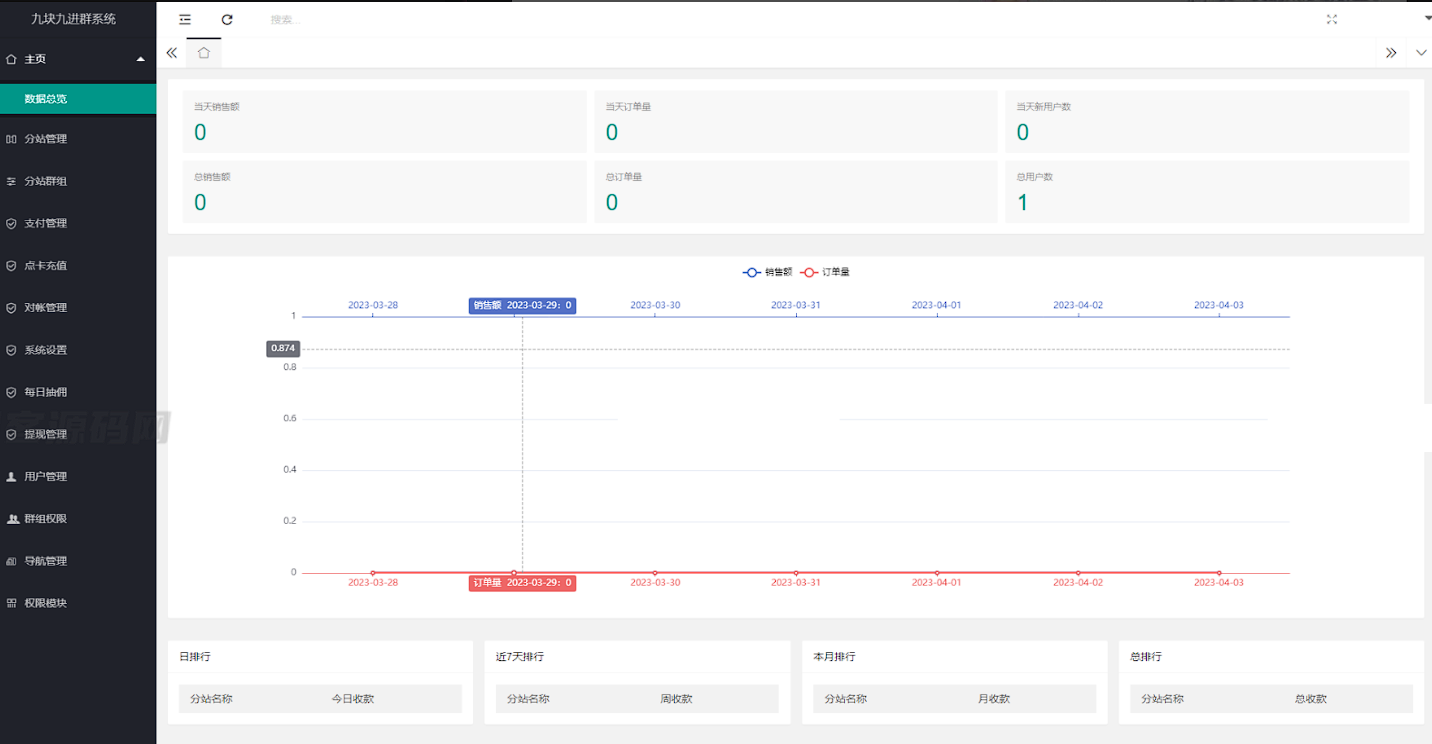 九块九进群系统
搜索...
主页
数据总览
分站管理
分站群组
支付管理
点卡充值
对帐管理
系统设置
每日抽佣
提现管理
用户管理
群组权限
导航管理
权限模块
当天销售额
0
当天订单量
0
当天新用户数
0
总销售额
0
总订单量
0
总用户数
1
销售额 订单量
2023-03-28 销售额 2023-03-29: 0 2023-03-30 2023-03-31 2023-04-01 2023-04-02 2023-04-03
1
0.874
0.8
0.6
0.4
0.2
0
2023-03-28 订单量 2023-03-29: 0 2023-03-30 2023-03-31 2023-04-01 2023-04-02 2023-04-03
日排行
分站名称 今日收款
近7天排行
分站名称 周收款
本月排行
分站名称 月收款
总排行
分站名称 总收款
源码网